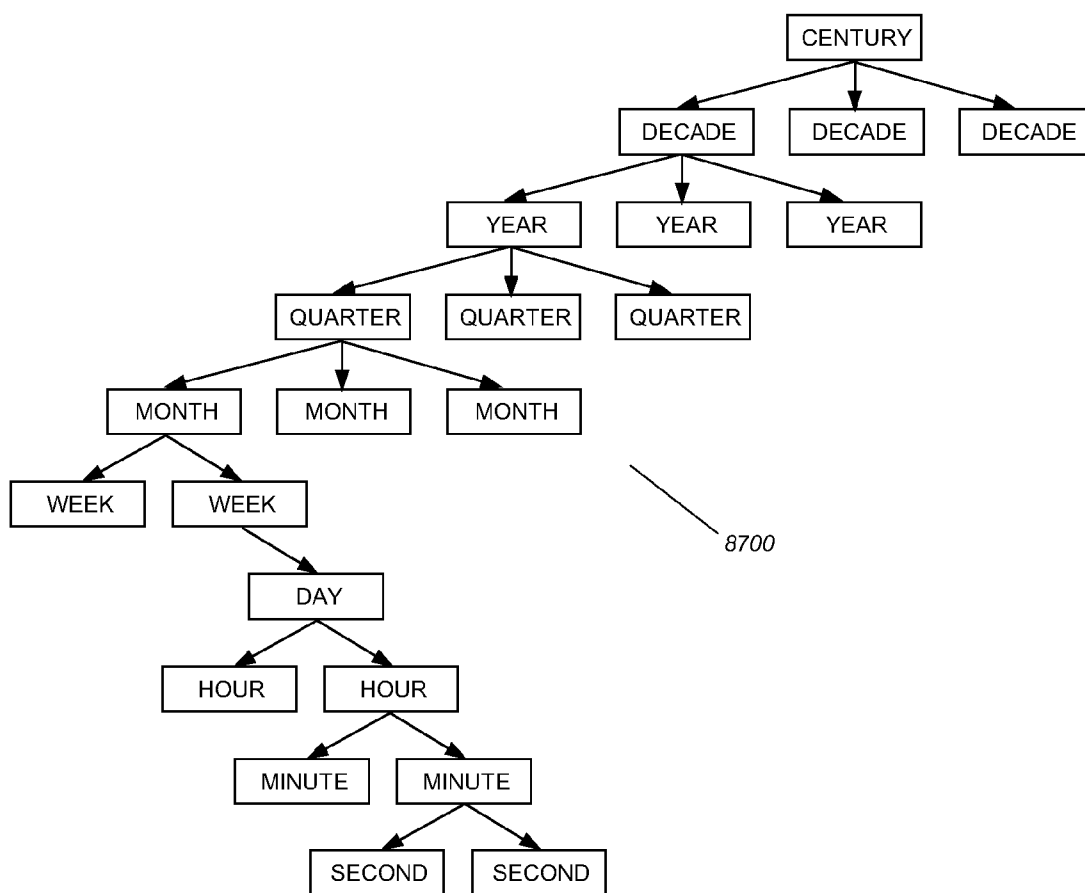 CENTURY
DECADE DECADE DECADE
YEAR YEAR YEAR
QUARTER QUARTER QUARTER
MONTH MONTH MONTH
WEEK WEEK
8700
DAY
HOUR HOUR
MINUTE MINUTE
SECOND SECOND